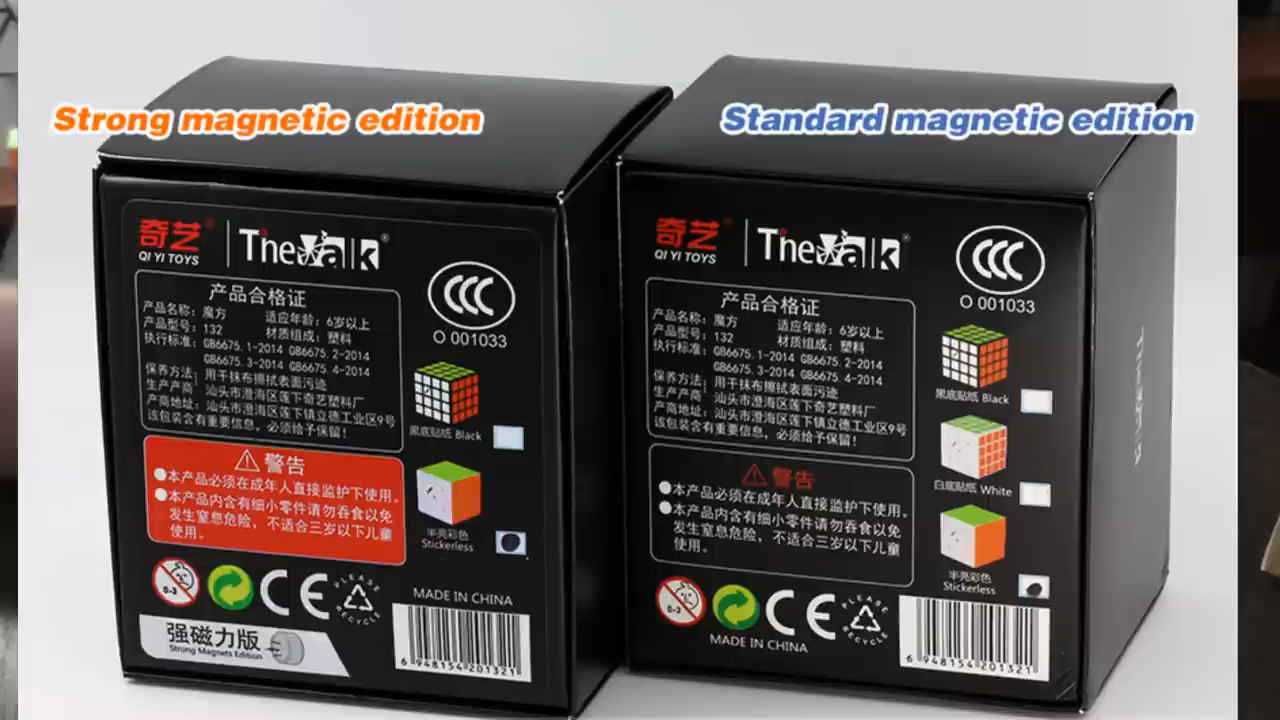 Strong magnetic edition
奇艺®
QI YI TOYS
TheValk®
产品合格证
产品名称：魔方 适应年龄：6岁以上
产品型号：132 材质组成：塑料
执行标准：GB6675.1-2014 GB6675.2-2014
GB6675.3-2014 GB6675.4-2014
保养方法：用干抹布擦拭表面污迹
生产产商：汕头市澄海区莲下奇艺塑料厂
产商地址：汕头市澄海区莲下镇立德工业区9号
该包装含有重要信息，必须给予保留！
CCC
O 001033
黑底贴纸 Black
半亮彩色
Stickerless
警告
●本产品必须在成年人直接监护下使用。
●本产品内含有细小零件请勿吞食以免
发生窒息危险，不适合三岁以下儿童
使用。
0-3
CE
PLEASE
RECYCLE
MADE IN CHINA
强磁力版
Strong Magnets Edition
6 948154 201321
Standard magnetic edition
奇艺®
QI YI TOYS
TheValk®
产品合格证
产品名称：魔方 适应年龄：6岁以上
产品型号：132 材质组成：塑料
执行标准：GB6675.1-2014 GB6675.2-2014
GB6675.3-2014 GB6675.4-2014
保养方法：用干抹布擦拭表面污迹
生产产商：汕头市澄海区莲下奇艺塑料厂
产商地址：汕头市澄海区莲下镇立德工业区9号
该包装含有重要信息，必须给予保留！
CCC
O 001033
黑底贴纸 Black
白底贴纸 White
半亮彩色
Stickerless
警告
●本产品必须在成年人直接监护下使用。
●本产品内含有细小零件请勿吞食以免
发生窒息危险，不适合三岁以下儿童
使用。
0-3
CE
PLEASE
RECYCLE
MADE IN CHINA
6 948154 201321